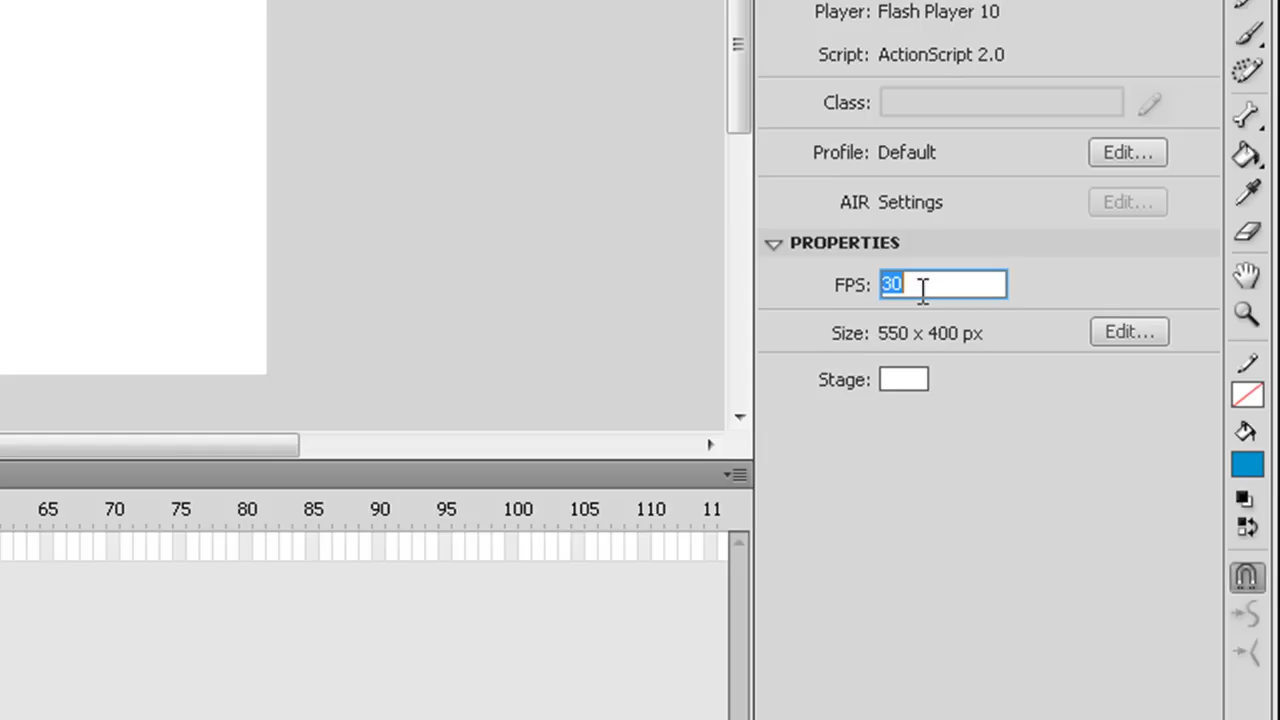 Player: Flash Player 10
Script: ActionScript 2.0
Class:
Profile: Default Edit...
AIR Settings Edit...
PROPERTIES
FPS: 30
Size: 550 x 400 px Edit...
Stage:
65 70 75 80 85 90 95 100 105 110 11